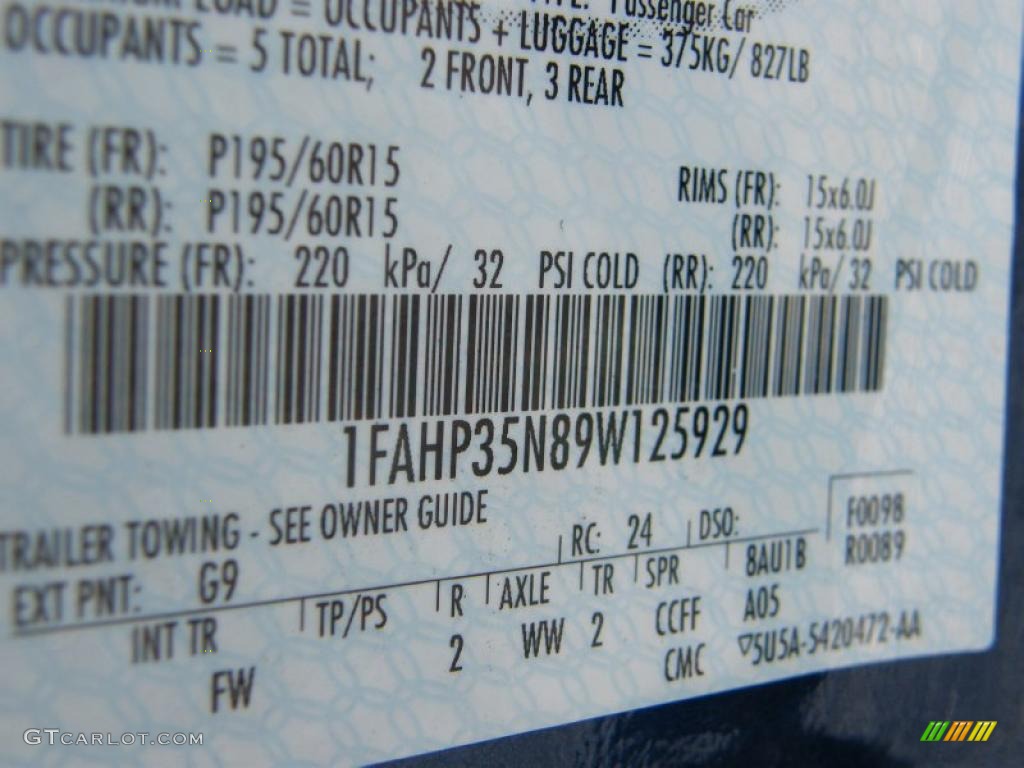 MAXIMUM LOAD = OCCUPANTS + LUGGAGE = 375KG/ 827LB
Passenger Car
OCCUPANTS = 5 TOTAL; 2 FRONT, 3 REAR
TIRE (FR): P195/60R15 RIMS (FR): 15x6.0J
(RR): P195/60R15 (RR): 15x6.0J
PRESSURE (FR): 220 kPa/ 32 PSI COLD (RR): 220 kPa/ 32 PSI COLD
1FAHP35N89W125929
TRAILER TOWING - SEE OWNER GUIDE
EXT PNT: G9 RC: 24 DSO: F0098
R0089
INT TR TP/PS R AXLE TR SPR 8AU1B
FW 2 WW 2 CCFF A05
CMC ▽5U5A-5420472-AA
GTCARLOT.COM